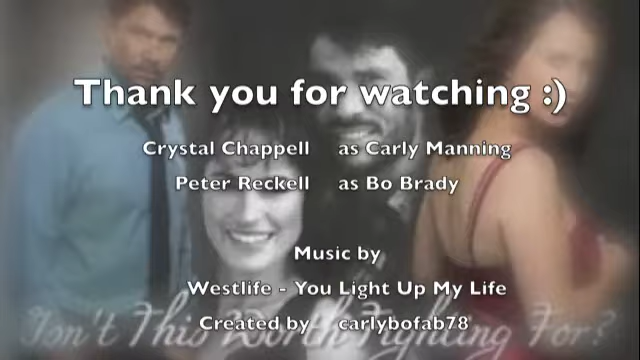 Thank you for watching :)
Crystal Chappell as Carly Manning
Peter Reckell as Bo Brady
Music by
Westlife - You Light Up My Life
Created by carlybofab78
Isn't This Worth Fighting For?